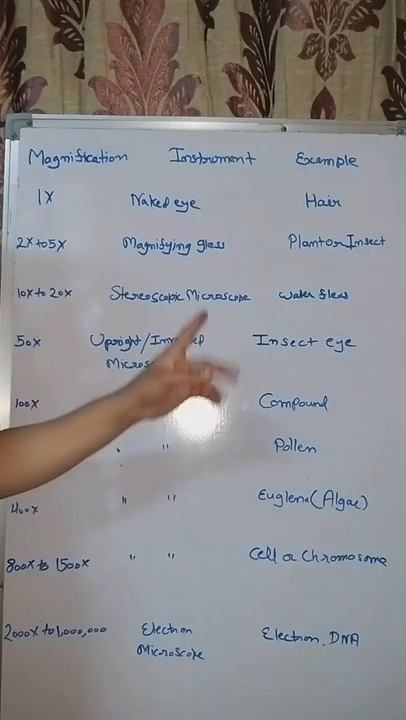 Magnification Instrument Example
1X Naked eye Hair
2X to 5X Magnifying glass Plant or Insect
10X to 20X Stereoscopic Microscope Water fleas
50X Upright/ Insect eye
100X Compound
" " Pollen
400X " " Euglena (Algae)
800X to 1500X " " Cell or Chromosome
2000X to 1,000,000 Electron Microscope Electron, DNA